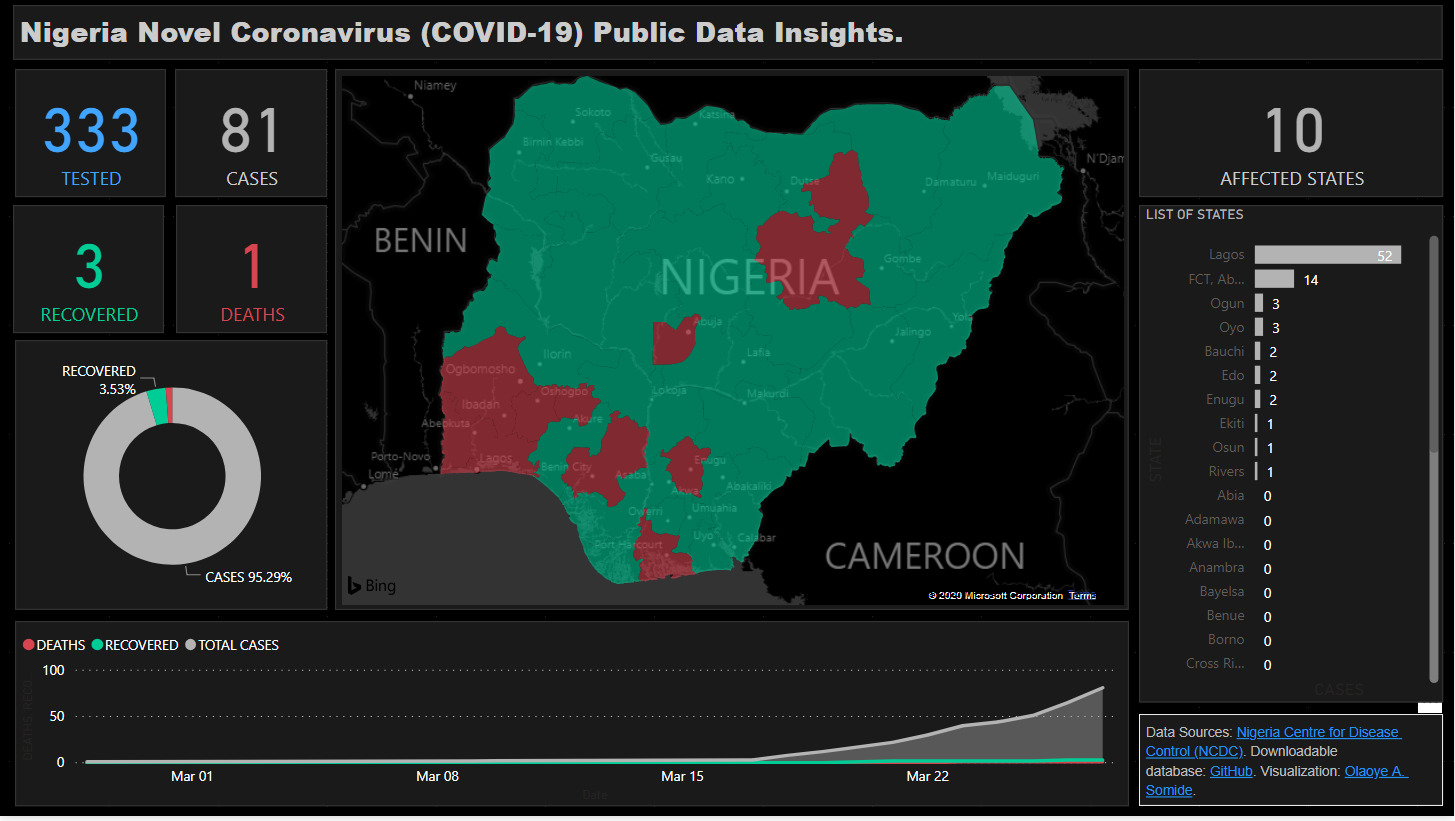 Nigeria Novel Coronavirus (COVID-19) Public Data Insights.
333
TESTED
81
CASES
3
RECOVERED
1
DEATHS
RECOVERED
3.53%
CASES 95.29%
Niamey
Sokoto
Katsina
Birnin Kebbi
Gusau
Kano
Dutse
Damaturu
Maiduguri
N'Djam
BENIN
NIGERIA
Gombe
Abuja
Yola
Jalingo
Ilorin
Lafia
Ogbomosho
Oshogbo
Lokoja
Makurdi
Ibadan
Akure
Abeokuta
Porto-Novo
Lagos
Benin City
Enugu
Lomé
Asaba
Awka
Abakaliki
Owerri
Umuahia
Port Harcourt
Uyo
Calabar
CAMEROON
Bing
© 2020 Microsoft Corporation Terms
10
AFFECTED STATES
LIST OF STATES
STATE
Lagos 52
FCT, Ab... 14
Ogun 3
Oyo 3
Bauchi 2
Edo 2
Enugu 2
Ekiti 1
Osun 1
Rivers 1
Abia 0
Adamawa 0
Akwa Ib... 0
Anambra 0
Bayelsa 0
Benue 0
Borno 0
Cross Ri... 0
CASES
DEATHS RECO
DEATHS RECOVERED TOTAL CASES
100
50
0
Mar 01 Mar 08 Mar 15 Mar 22
Date
Data Sources: Nigeria Centre for Disease
Control (NCDC). Downloadable
database: GitHub. Visualization: Olaoye A.
Somide.